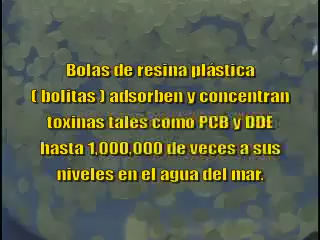 Bolas de resina plástica
( bolitas ) adsorben y concentran
toxinas tales como PCB y DDE
hasta 1,000,000 de veces a sus
niveles en el agua del mar.